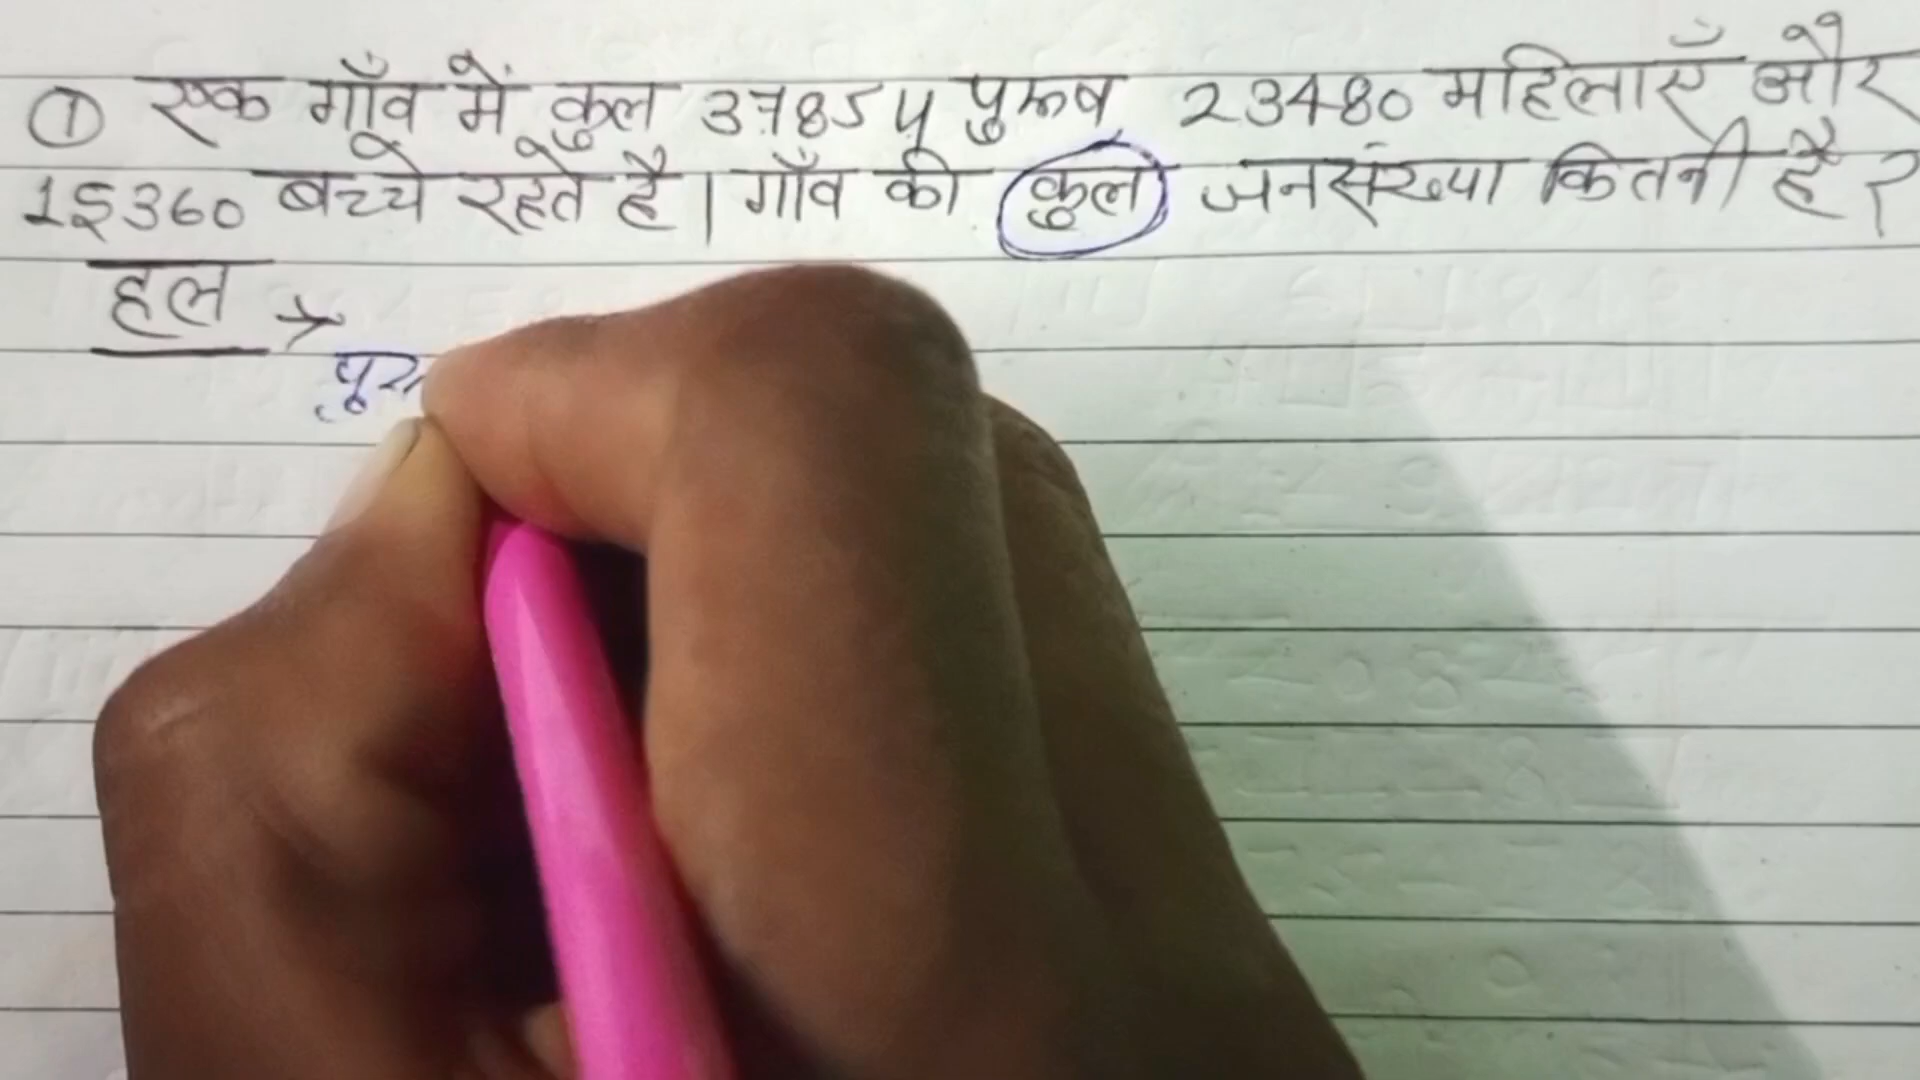 ① एक गाँव में कुल 37854 पुरूष 23480 महिलाएँ और
15360 बच्चे रहते है। गाँव की कुल जनसंख्या कितनी है?
हल →